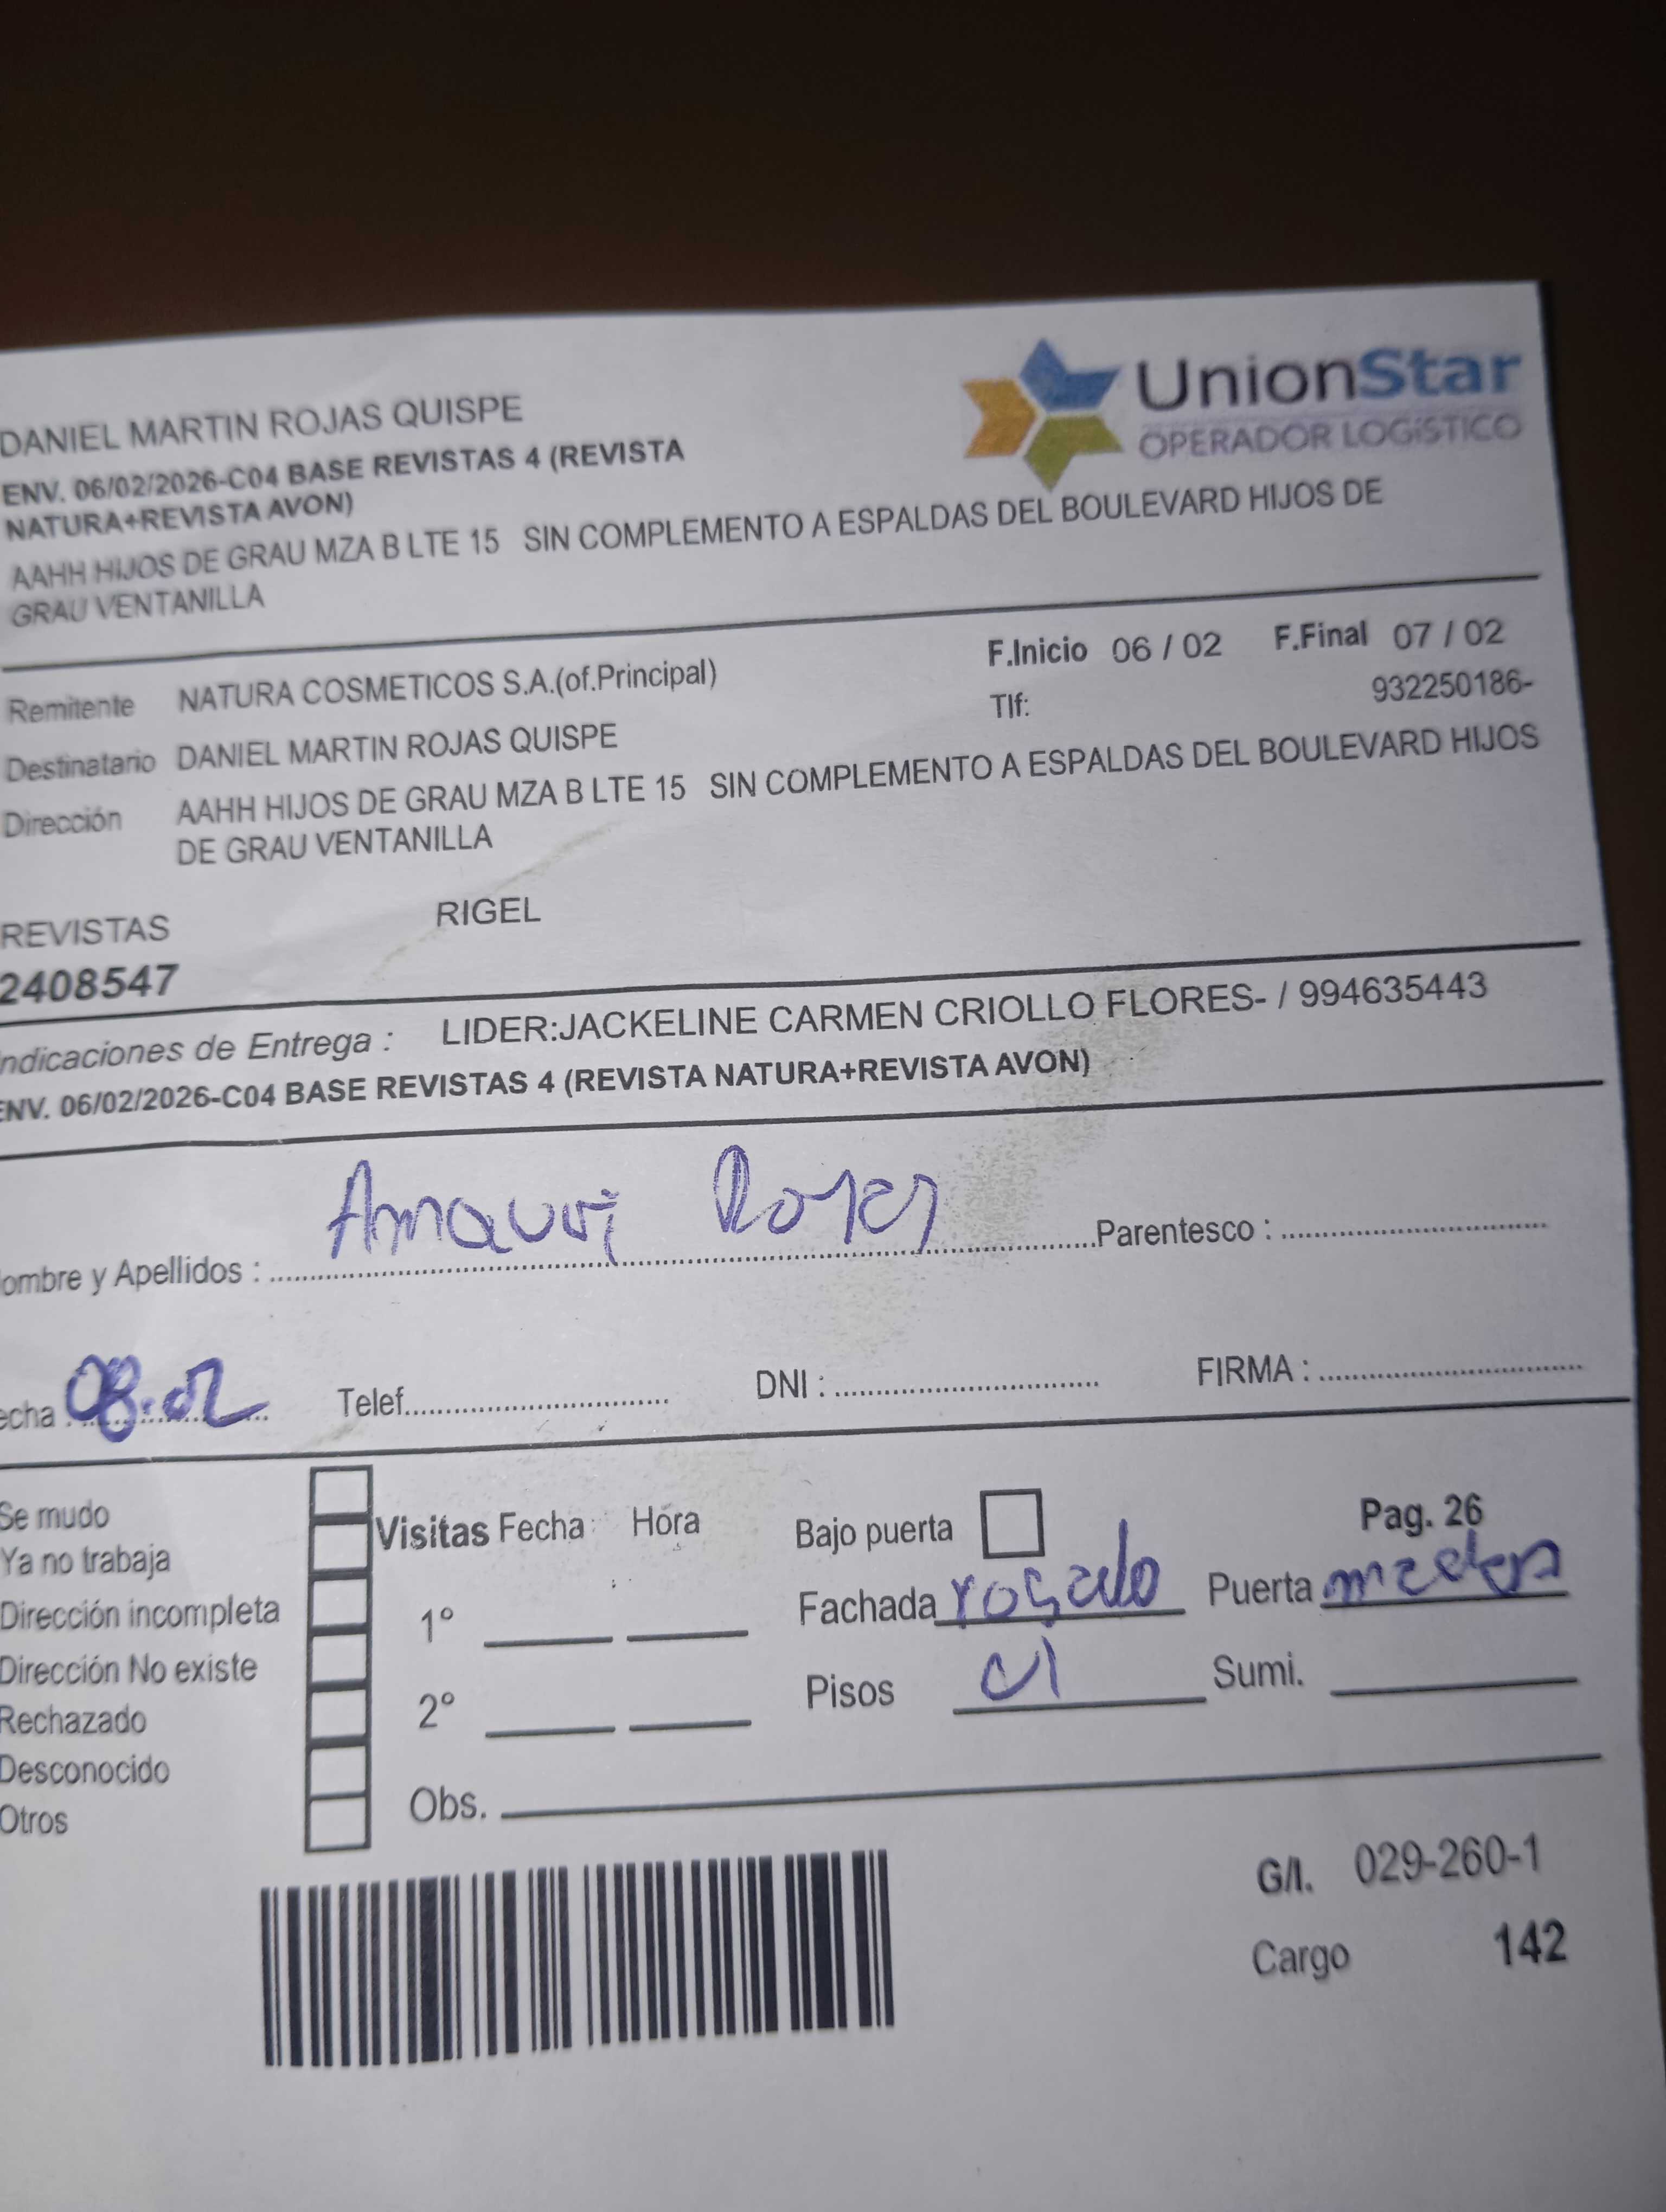 UnionStar
OPERADOR LOGÍSTICO
DANIEL MARTIN ROJAS QUISPE
ENV. 06/02/2026-C04 BASE REVISTAS 4 (REVISTA
NATURA+REVISTA AVON)
AAHH HIJOS DE GRAU MZA B LTE 15 SIN COMPLEMENTO A ESPALDAS DEL BOULEVARD HIJOS DE
GRAU VENTANILLA
F.Inicio 06 / 02 F.Final 07 / 02
Remitente NATURA COSMETICOS S.A.(of.Principal)
Tlf: 932250186-
Destinatario DANIEL MARTIN ROJAS QUISPE
Dirección AAHH HIJOS DE GRAU MZA B LTE 15 SIN COMPLEMENTO A ESPALDAS DEL BOULEVARD HIJOS
DE GRAU VENTANILLA
REVISTAS RIGEL
2408547
ndicaciones de Entrega : LIDER:JACKELINE CARMEN CRIOLLO FLORES- / 994635443
ENV. 06/02/2026-C04 BASE REVISTAS 4 (REVISTA NATURA+REVISTA AVON)
ombre y Apellidos : Amauri Rojas Parentesco :
echa : 08.02 Telef. DNI : FIRMA :
Se mudo
Ya no trabaja
Dirección incompleta
Dirección No existe
Rechazado
Desconocido
Otros
Visitas Fecha Hora
1°
2°
Obs.
Bajo puerta Pag. 26
Fachada rosado Puerta
Pisos Sumi.
G/I. 029-260-1
Cargo 142